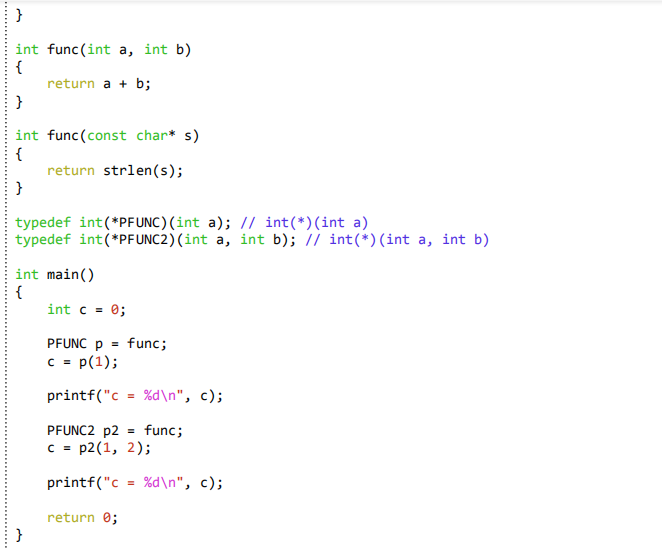 }
int func(int a, int b)
{
return a + b;
}
int func(const char* s)
{
return strlen(s);
}
typedef int(*PFUNC)(int a); // int(*)(int a)
typedef int(*PFUNC2)(int a, int b); // int(*)(int a, int b)
int main()
{
int c = 0;
PFUNC p = func;
c = p(1);
printf("c = %d\n", c);
PFUNC2 p2 = func;
c = p2(1, 2);
printf("c = %d\n", c);
return 0;
}